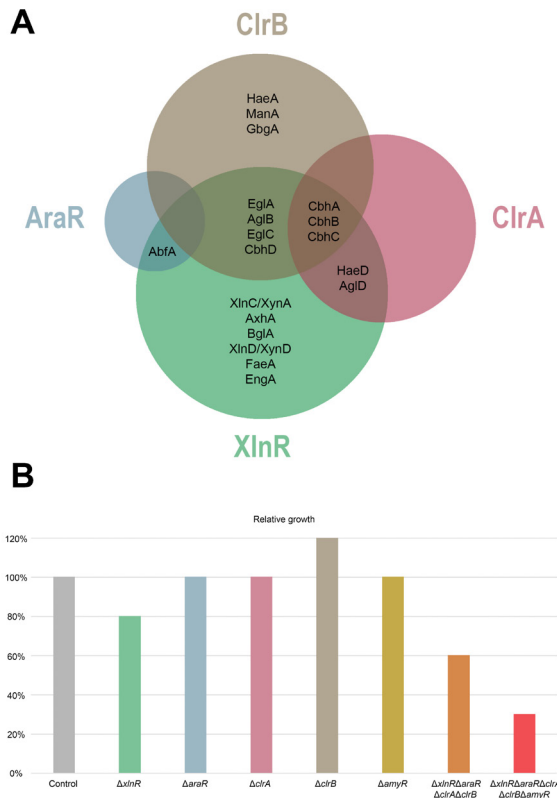 A
ClrB
HaeA
ManA
GbgA
AraR
ClrA
EglA
AglB
EglC
CbhD
CbhA
CbhB
CbhC
AbfA
HaeD
AglD
XlnC/XynA
AxhA
BglA
XlnD/XynD
FaeA
EngA
XlnR
B
Relative growth
120%
100%
80%
60%
40%
20%
0%
Control
ΔxlnR
ΔaraR
ΔclrA
ΔclrB
ΔamyR
ΔxlnRΔaraR
ΔclrAΔclrB
ΔxlnRΔaraRΔclrA
ΔclrBΔamyR